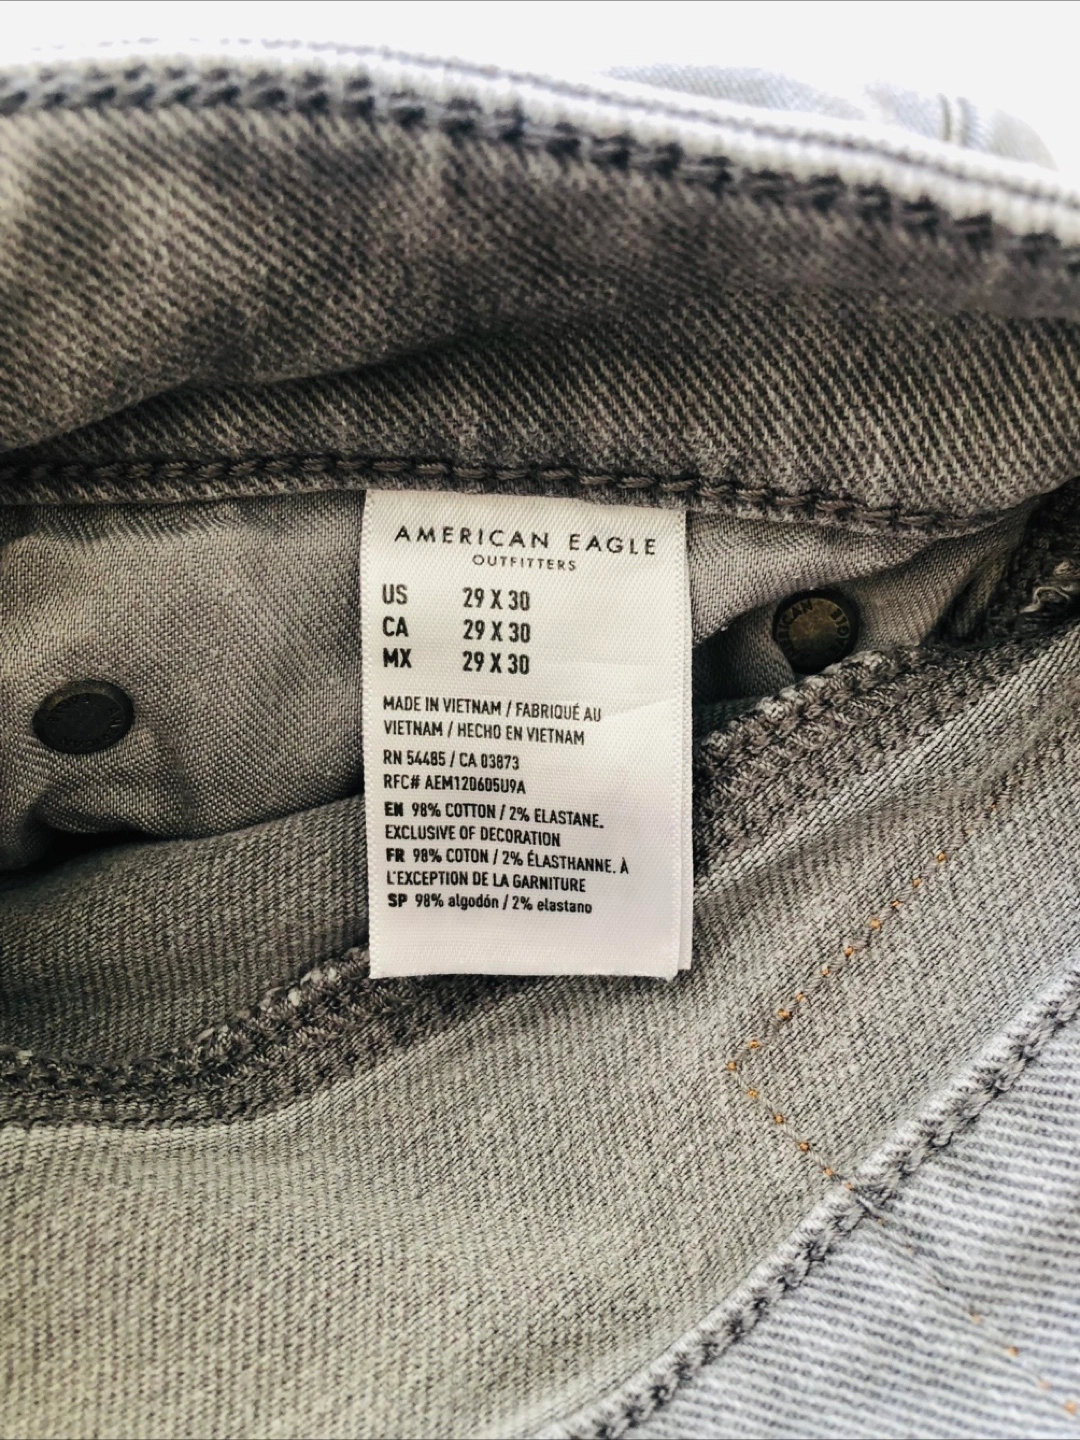 AMERICAN EAGLE
OUTFITTERS
US 29 X 30
CA 29 X 30
MX 29 X 30
MADE IN VIETNAM / FABRIQUÉ AU
VIETNAM / HECHO EN VIETNAM
RN 54485 / CA 03873
RFC# AEM120605U9A
EN 98% COTTON / 2% ELASTANE.
EXCLUSIVE OF DECORATION
FR 98% COTON / 2% ÉLASTHANNE. À
L'EXCEPTION DE LA GARNITURE
SP 98% algodón / 2% elastano